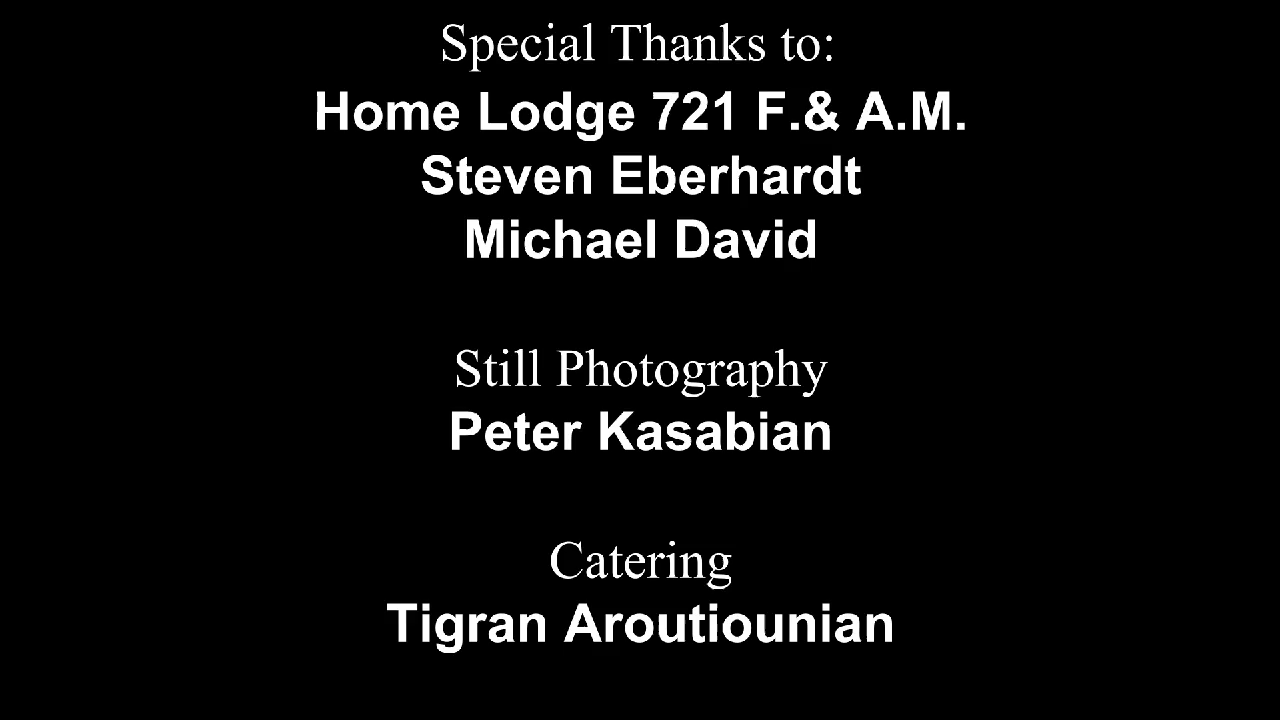 Special Thanks to:
Home Lodge 721 F.& A.M.
Steven Eberhardt
Michael David
Still Photography
Peter Kasabian
Catering
Tigran Aroutiounian